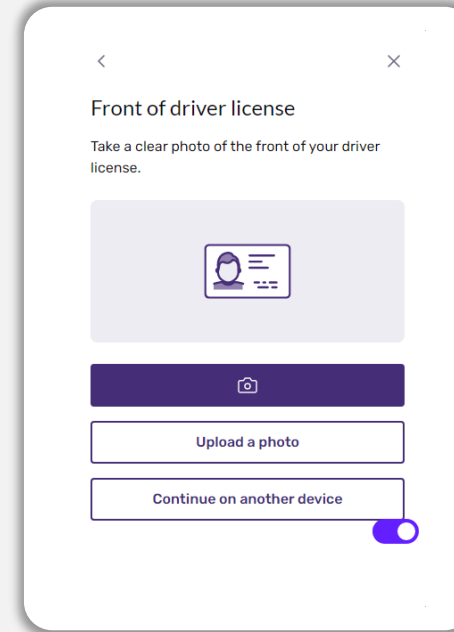 Front of driver license
Take a clear photo of the front of your driver
license.
Upload a photo
Continue on another device